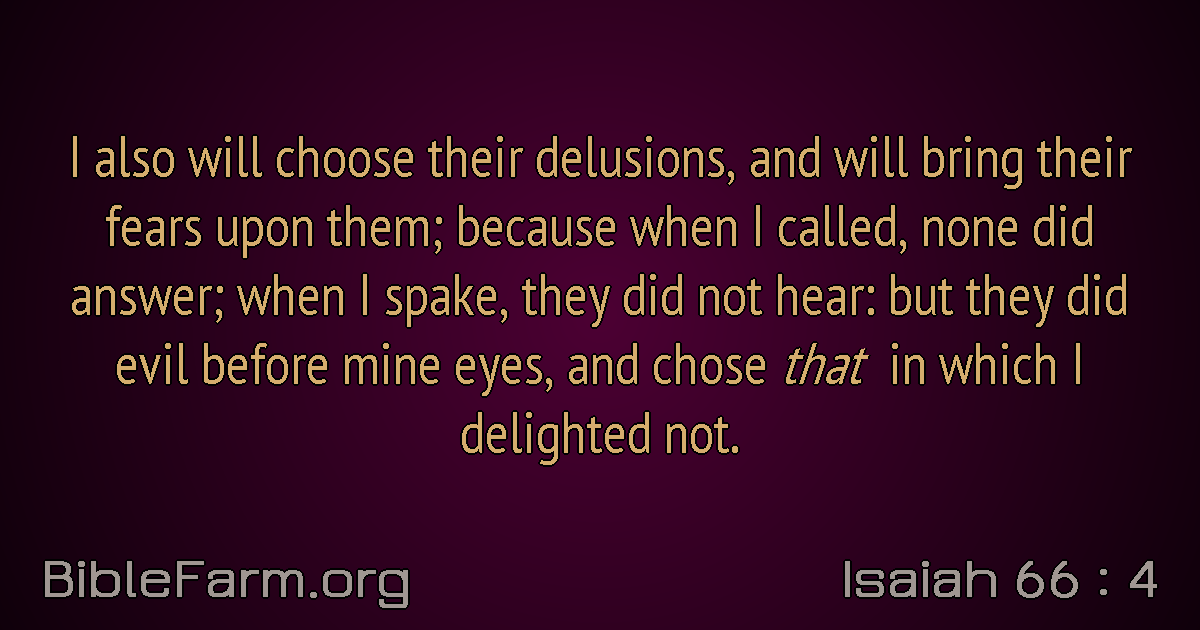 I also will choose their delusions, and will bring their
fears upon them; because when I called, none did
answer; when I spake, they did not hear: but they did
evil before mine eyes, and chose that in which I
delighted not.
BibleFarm.org
Isaiah 66 : 4